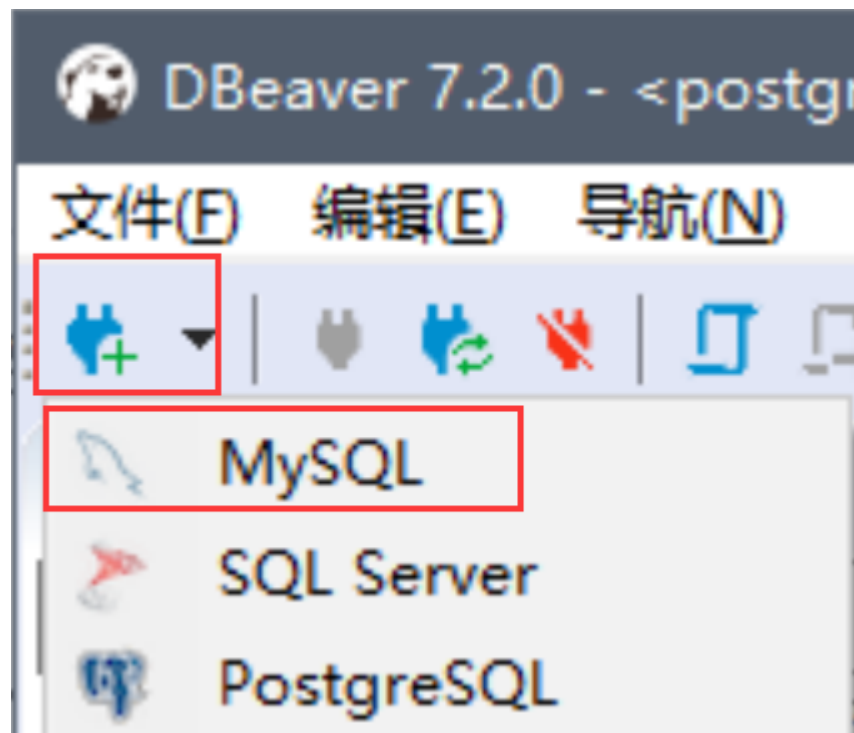 DBeaver 7.2.0 - <postgr
文件(F) 编辑(E) 导航(N)
MySQL
SQL Server
PostgreSQL